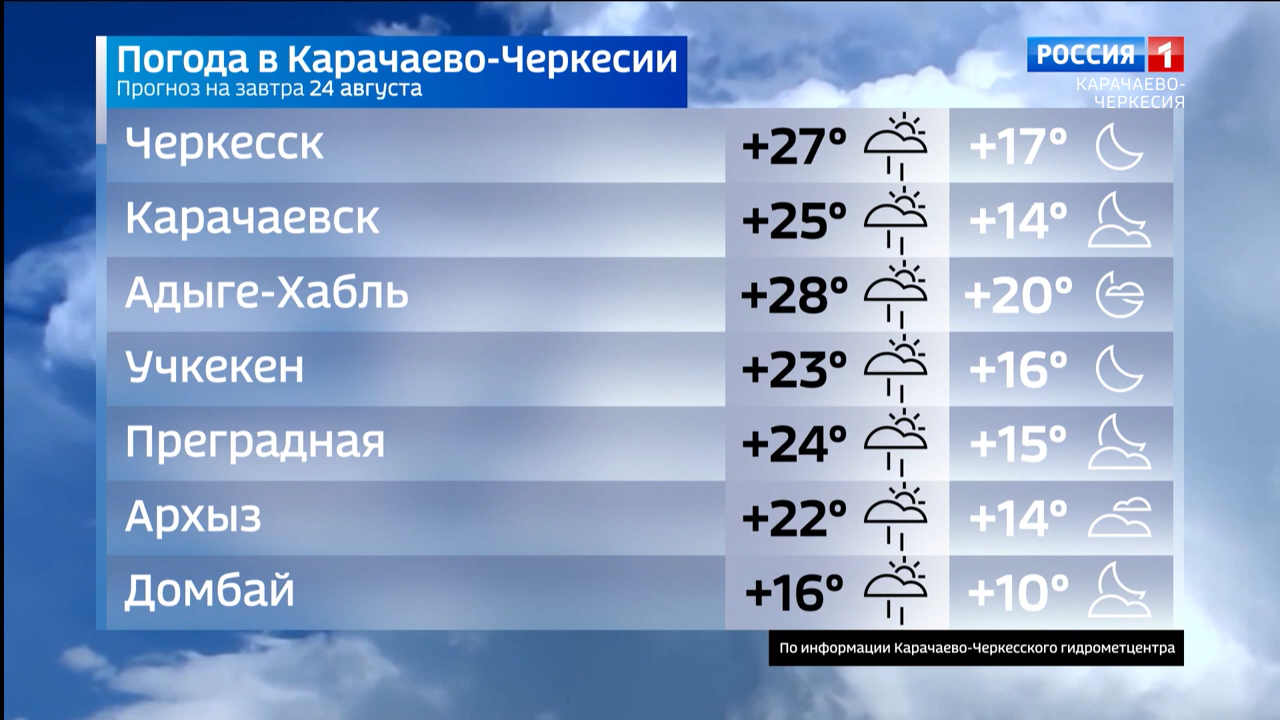 Погода в Карачаево-Черкесии
Прогноз на завтра 24 августа
РОССИЯ 1
КАРАЧАЕВО-
ЧЕРКЕСИЯ
Черкесск +27° +17°
Карачаевск +25° +14°
Адыге-Хабль +28° +20°
Учкекен +23° +16°
Преградная +24° +15°
Архыз +22° +14°
Домбай +16° +10°
По информации Карачаево-Черкесского гидрометцентра